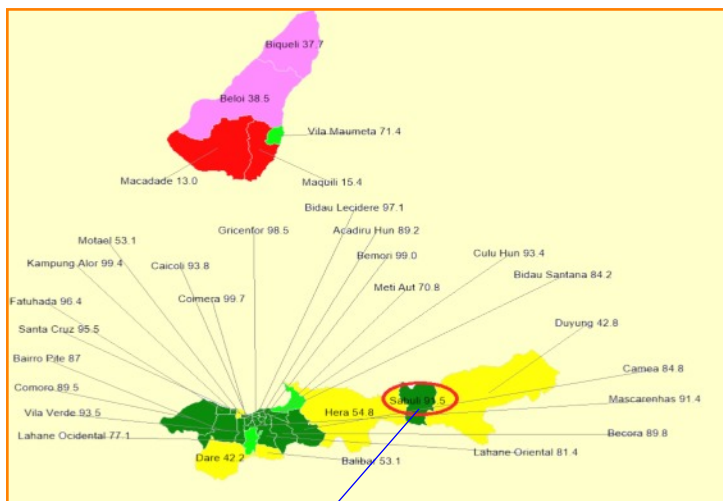 Biqueli 37.7
Beloi 38.5
Vila Maumeta 71.4
Macadade 13.0
Maquili 15.4
Bidau Lecidere 97.1
Gricenfor 98.5
Acadiru Hun 89.2
Motael 53.1
Bemori 99.0
Culu Hun 93.4
Kampung Alor 99.4
Caicoli 93.8
Bidau Santana 84.2
Meti Aut 70.8
Coimera 99.7
Fatuhada 96.4
Duyung 42.8
Santa Cruz 95.5
Bairro Pite 87
Camea 84.8
Comoro 89.5
Sabuli 91.5
Mascarenhas 91.4
Vila Verde 93.5
Hera 54.8
Lahane Ocidental 77.1
Becora 89.8
Lahane Oriental 81.4
Dare 42.2
Balibar 53.1